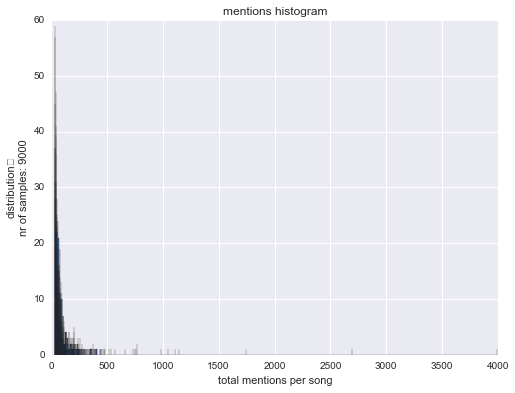 mentions histogram
60
50
40
30
20
10
0
distribution
nr of samples: 9000
0 500 1000 1500 2000 2500 3000 3500 4000
total mentions per song